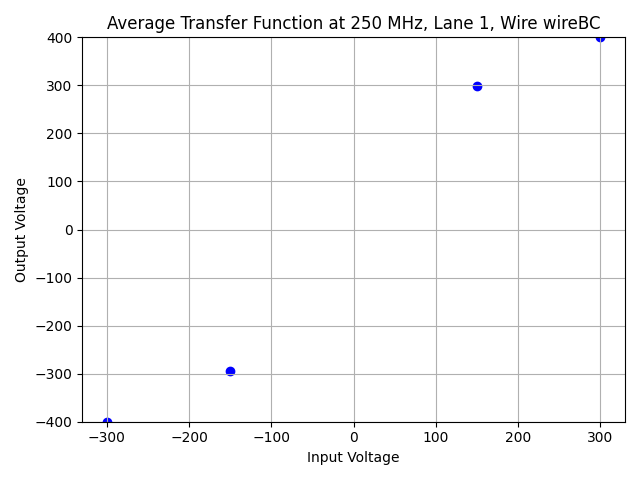 Average Transfer Function at 250 MHz, Lane 1, Wire wireBC
400
300
200
100
0
−100
−200
−300
−400
Output Voltage
−300 −200 −100 0 100 200 300
Input Voltage